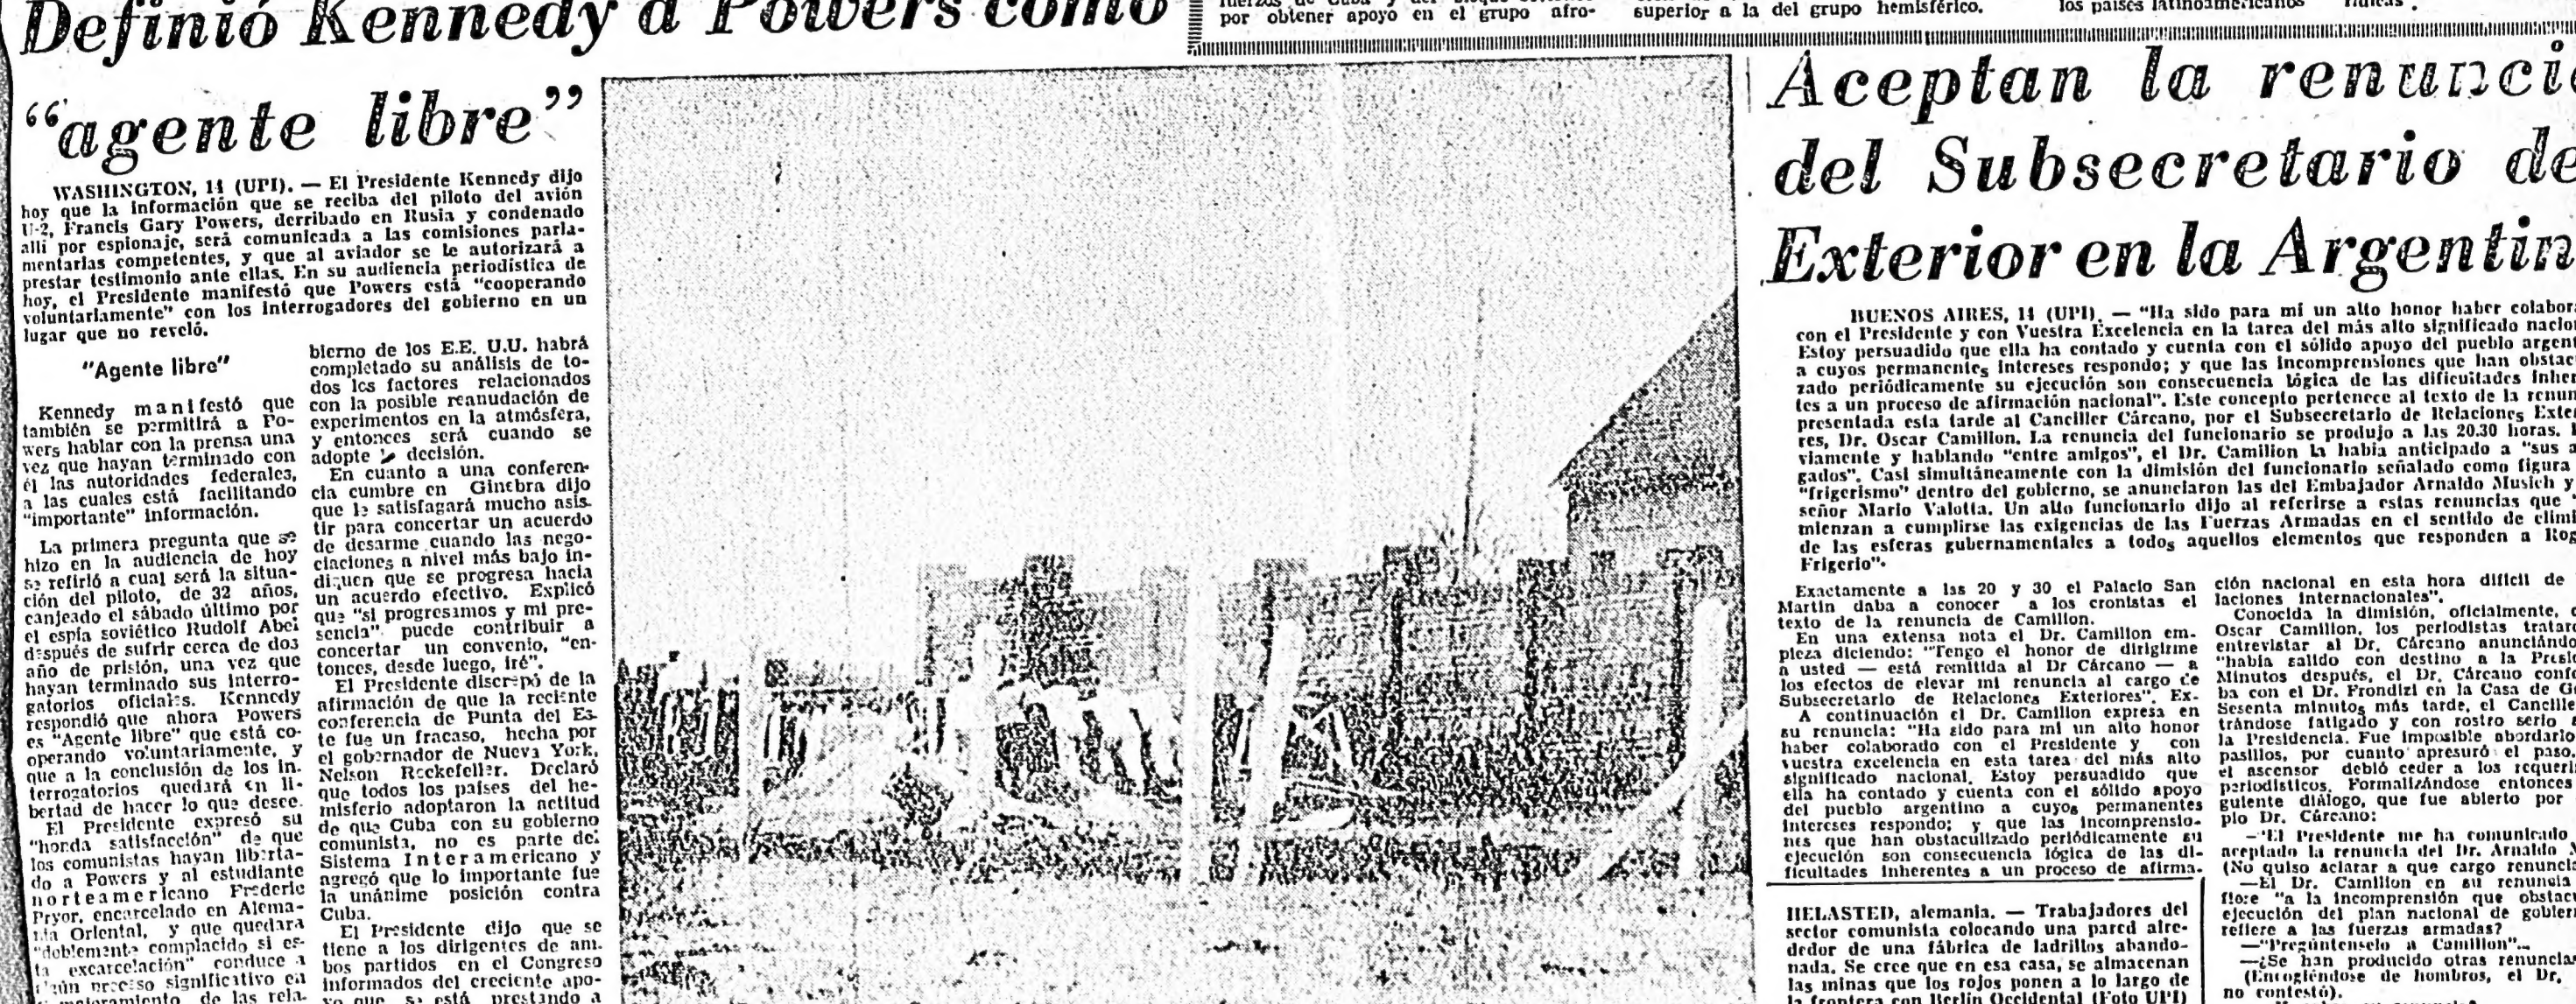 Definió Kennedy a Powers como
"agente libre"
WASHINGTON, 14 (UPI). — El Presidente Kennedy dijo
hoy que la información que se reciba del piloto del avión
U-2, Francis Gary Powers, derribado en Rusia y condenado
allí por espionaje, será comunicada a las comisiones parla-
mentarias competentes, y que al aviador se le autorizará a
prestar testimonio ante ellas. En su audiencia periodística de
hoy, el Presidente manifestó que Powers está "cooperando
voluntariamente" con los interrogadores del gobierno en un
lugar que no reveló.
"Agente libre"
Kennedy manifestó que
también se permitirá a Po-
wers hablar con la prensa una
vez que hayan terminado con
él las autoridades federales,
a las cuales está facilitando
"importante" información.
La primera pregunta que se
hizo en la audiencia de hoy
se refirió a cual será la situa-
ción del piloto, de 32 años,
canjeado el sábado último por
el espía soviético Rudolf Abel
después de sufrir cerca de dos
año de prisión, una vez que
hayan terminado sus interro-
gatorios oficiales. Kennedy
respondió que ahora Powers
es "Agente libre" que está co-
operando voluntariamente, y
que a la conclusión de los in-
terrogatorios quedará en li-
bertad de hacer lo que desee.
El Presidente expresó su
"honda satisfacción" de que
los comunistas hayan liberta-
do a Powers y al estudiante
norteamericano Frederic
Pryor, encarcelado en Alema-
nia Oriental, y que quedará
"doblemente complacido si es-
ta excarcelación" conduce a
significativo en
mejoramiento de las rela-
bierno de los E.E. U.U. habrá
completado su análisis de to-
dos los factores relacionados
con la posible reanudación de
experimentos en la atmósfera,
y entonces será cuando se
adopte decisión.
En cuanto a una conferen-
cia cumbre en Ginebra dijo
que le satisfagará mucho asis-
tir para concertar un acuerdo
de desarme cuando las nego-
ciaciones a nivel más bajo in-
diquen que se progresa hacia
un acuerdo efectivo. Explicó
que "si progresimos y mi pre-
sencia" puede contribuir a
concertar un convenio, "en-
tonces, desde luego, iré".
El Presidente discrepó de la
afirmación de que la reciente
conferencia de Punta del Es-
te fue un fracaso, hecha por
el gobernador de Nueva York,
Nelson Rockefeller. Declaró
que todos los países del he-
misferio adoptaron la actitud
de que Cuba con su gobierno
comunista, no es parte del
Sistema Interamericano y
agregó que lo importante fue
la unánime posición contra
Cuba.
El Presidente dijo que se
tiene a los dirigentes de am-
bos partidos en el Congreso
informados del creciente apo-
yo que se está prestando a
por obtener apoyo en el grupo afro-
superior a la del grupo hemisférico.
los países latinoamericanos
Aceptan la renunci
del Subsecretario de
Exterior en la Argentin
BUENOS AIRES, 14 (UPI). — "Ha sido para mi un alto honor haber colabor
con el Presidente y con Vuestra Excelencia en la tarea del más alto significado nacio
Estoy persuadido que ella ha contado y cuenta con el sólido apoyo del pueblo argent
a cuyos permanentes intereses respondo; y que las incomprensiones que han obstac
zado periódicamente su ejecución son consecuencia lógica de las dificultades inher
tes a un proceso de afirmación nacional". Este concepto pertenece al texto de la renun
presentada esta tarde al Canciller Cárcano, por el Subsecretario de Relaciones Exte
res, Dr. Oscar Camilion. La renuncia del funcionario se produjo a las 20.30 horas.
viamente y hablando "entre amigos", el Dr. Camilion la había anticipado a "sus a
gados". Casi simultáneamente con la dimisión del funcionario señalado como figura
"frigerismo" dentro del gobierno, se anunciaron las del Embajador Arnaldo Musich y
señor Mario Valotta. Un alto funcionario dijo al referirse a estas renuncias que
mienzan a cumplirse las exigencias de las Fuerzas Armadas en el sentido de elimi
de las esferas gubernamentales a todos aquellos elementos que responden a Rog
Frigerio".
Exactamente a las 20 y 30 el Palacio San
Martín daba a conocer a los cronistas el
texto de la renuncia de Camilion.
En una extensa nota el Dr. Camilion em-
pieza diciendo: "Tengo el honor de dirigirme
a usted — está remitida al Dr Cárcano — a
los efectos de elevar mi renuncia al cargo de
Subsecretario de Relaciones Exteriores". Ex-
A continuación el Dr. Camilion expresa en
su renuncia: "Ha sido para mi un alto honor
haber colaborado con el Presidente y con
vuestra excelencia en esta tarea del más alto
significado nacional. Estoy persuadido que
ella ha contado y cuenta con el sólido apoyo
del pueblo argentino a cuyos permanentes
intereses respondo; y que las incomprensio-
nes que han obstaculizado periódicamente su
ejecución son consecuencia lógica de las di-
ficultades inherentes a un proceso de afirma-
ción nacional en esta hora difícil de
laciones internacionales".
Conocida la dimisión, oficialmente,
Oscar Camilion, los periodistas tratar
entrevistar al Dr. Cárcano anunciándo
"había salido con destino a la Presi
Minutos después, el Dr. Cárcano confe
ba con el Dr. Frondizi en la Casa de G
Sesenta minutos más tarde, el Cancille
trándose fatigado y con rostro serio
la Presidencia. Fue imposible abordarlo
pasillos, por cuanto apresuró el paso.
el ascensor debió ceder a los requeri
periodísticos. Formalizándose entonces
guiente diálogo, que fue abierto por
pio Dr. Cárcano:
—"El Presidente me ha comunicado
aceptado la renuncia del Dr. Arnaldo M
(No quiso aclarar a que cargo renuncia
—El Dr. Camilion en su renuncia
fiere "a la incomprensión que obstac
ejecución del plan nacional de gobier
refiere a las fuerzas armadas?
—"Pregúntenselo a Camilion"...
—¿Se han producido otras renuncias
(Encogiéndose de hombros, el Dr.
no contestó).
HELASTED, alemania. — Trabajadores del
sector comunista colocando una pared alre-
dedor de una fábrica de ladrillos abando-
nada. Se cree que en esa casa, se almacenan
las minas que los rojos ponen a lo largo de
la frontera con Berlín Occidental (Foto UPI)